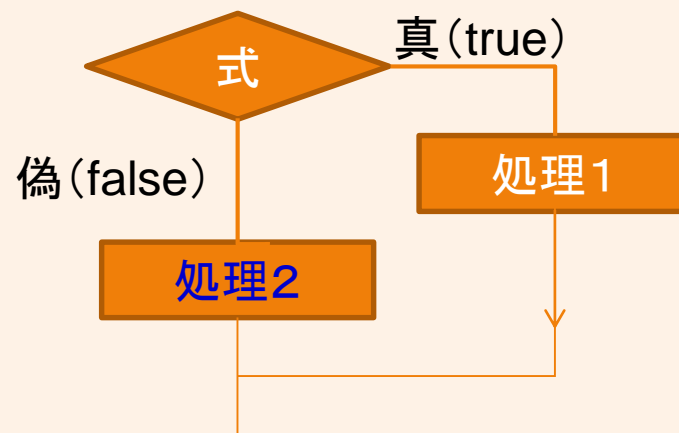 式
真（true）
処理１
偽（false）
処理２